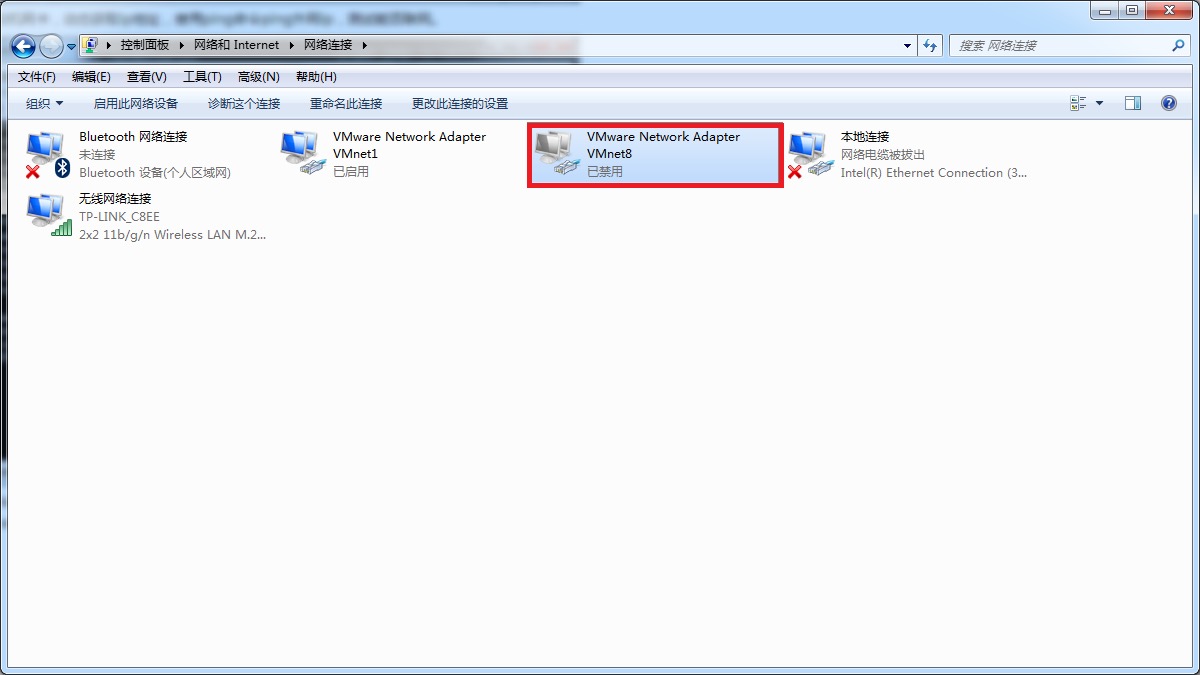 控制面板 网络和 Internet 网络连接
搜索 网络连接
文件(F) 编辑(E) 查看(V) 工具(T) 高级(N) 帮助(H)
组织 启用此网络设备 诊断这个连接 重命名此连接 更改此连接的设置
Bluetooth 网络连接
未连接
Bluetooth 设备(个人区域网)
VMware Network Adapter
VMnet1
已启用
VMware Network Adapter
VMnet8
已禁用
本地连接
网络电缆被拔出
Intel(R) Ethernet Connection (3...
无线网络连接
TP-LINK_C8EE
2x2 11b/g/n Wireless LAN M.2...